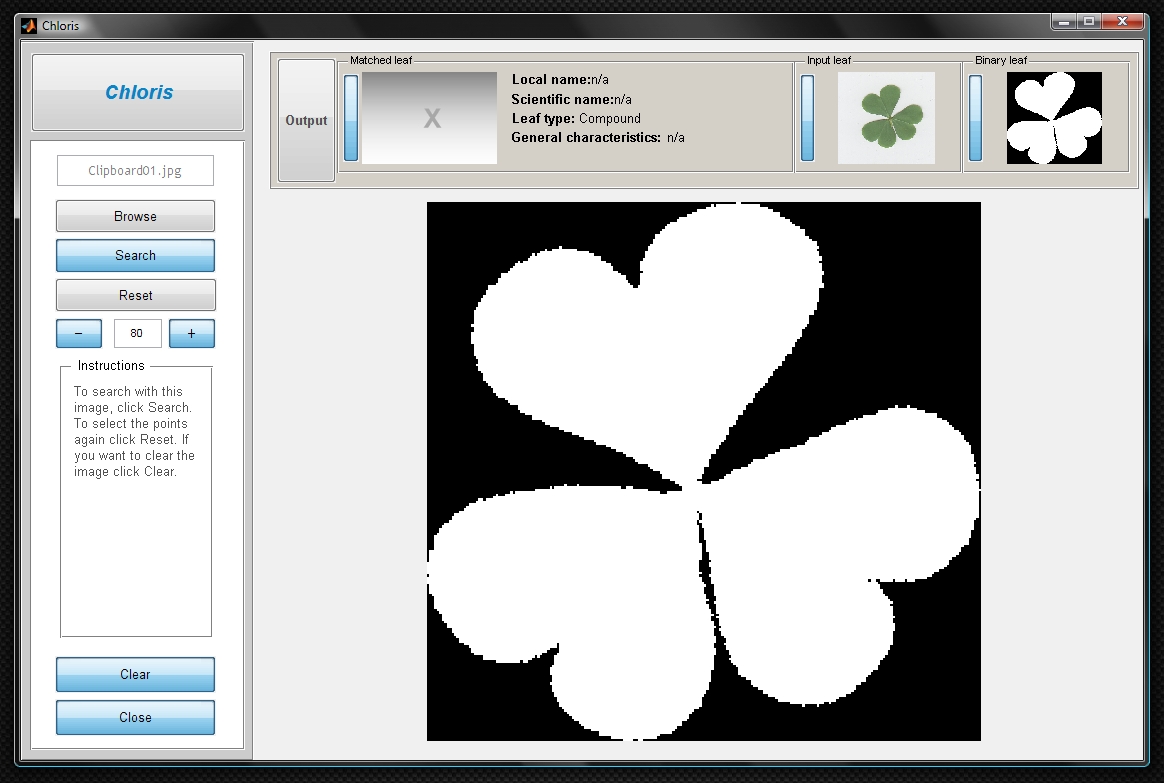 Chloris
Chloris
Clipboard01.jpg
Browse
Search
Reset
–
80
+
Instructions
To search with this
image, click Search.
To select the points
again click Reset. If
you want to clear the
image click Clear.
Clear
Close
Output
Matched leaf
X
Local name:n/a
Scientific name:n/a
Leaf type: Compound
General characteristics: n/a
Input leaf
Binary leaf